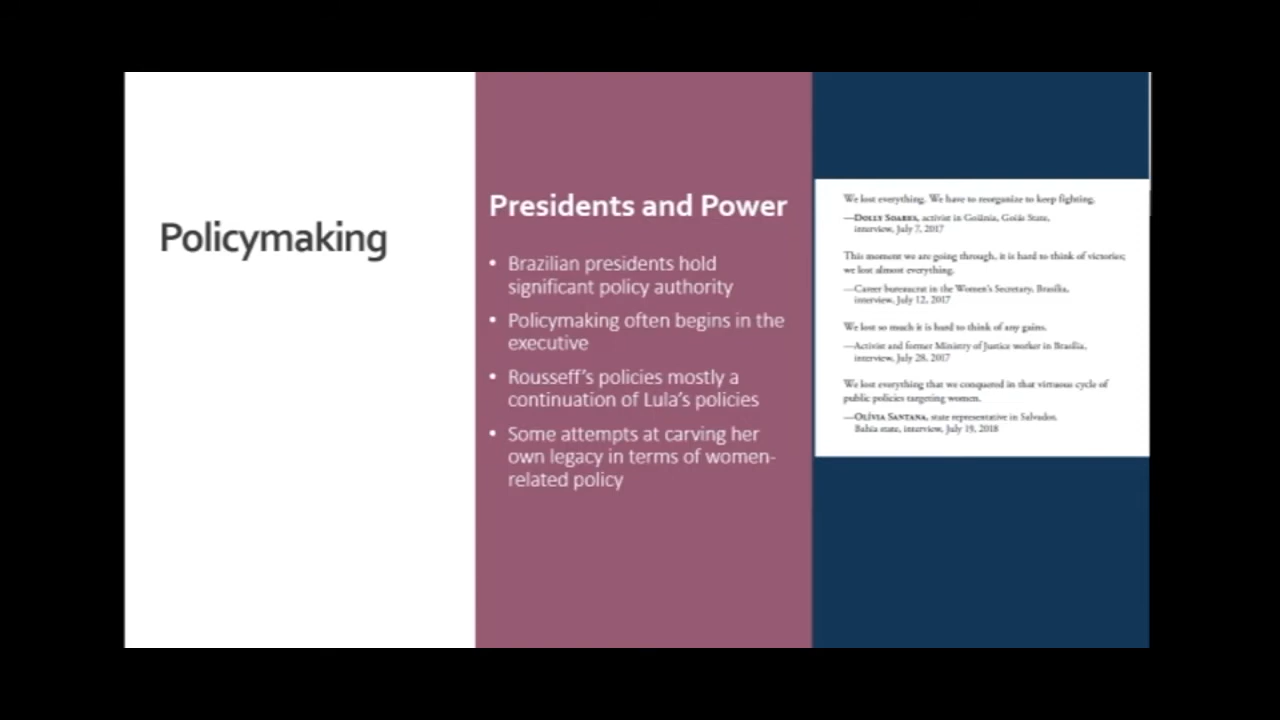 Policymaking
Presidents and Power
• Brazilian presidents hold
significant policy authority
• Policymaking often begins in the
executive
• Rousseff's policies mostly a
continuation of Lula's policies
• Some attempts at carving her
own legacy in terms of women-
related policy
We lost everything. We have to reorganize to keep fighting.
—DOLLY SOARES, activist in Goiânia, Goiás State,
interview, July 7, 2017
This moment we are going through, it is hard to think of victories;
we lost almost everything.
—Career bureaucrat in the Women's Secretary, Brasília,
interview, July 12, 2017
We lost so much it is hard to think of any gains.
—Activist and former Ministry of Justice worker in Brasília,
interview, July 28, 2017
We lost everything that we conquered in that virtuous cycle of
public policies targeting women.
—OLÍVIA SANTANA, state representative in Salvador,
Bahia state, interview, July 19, 2018